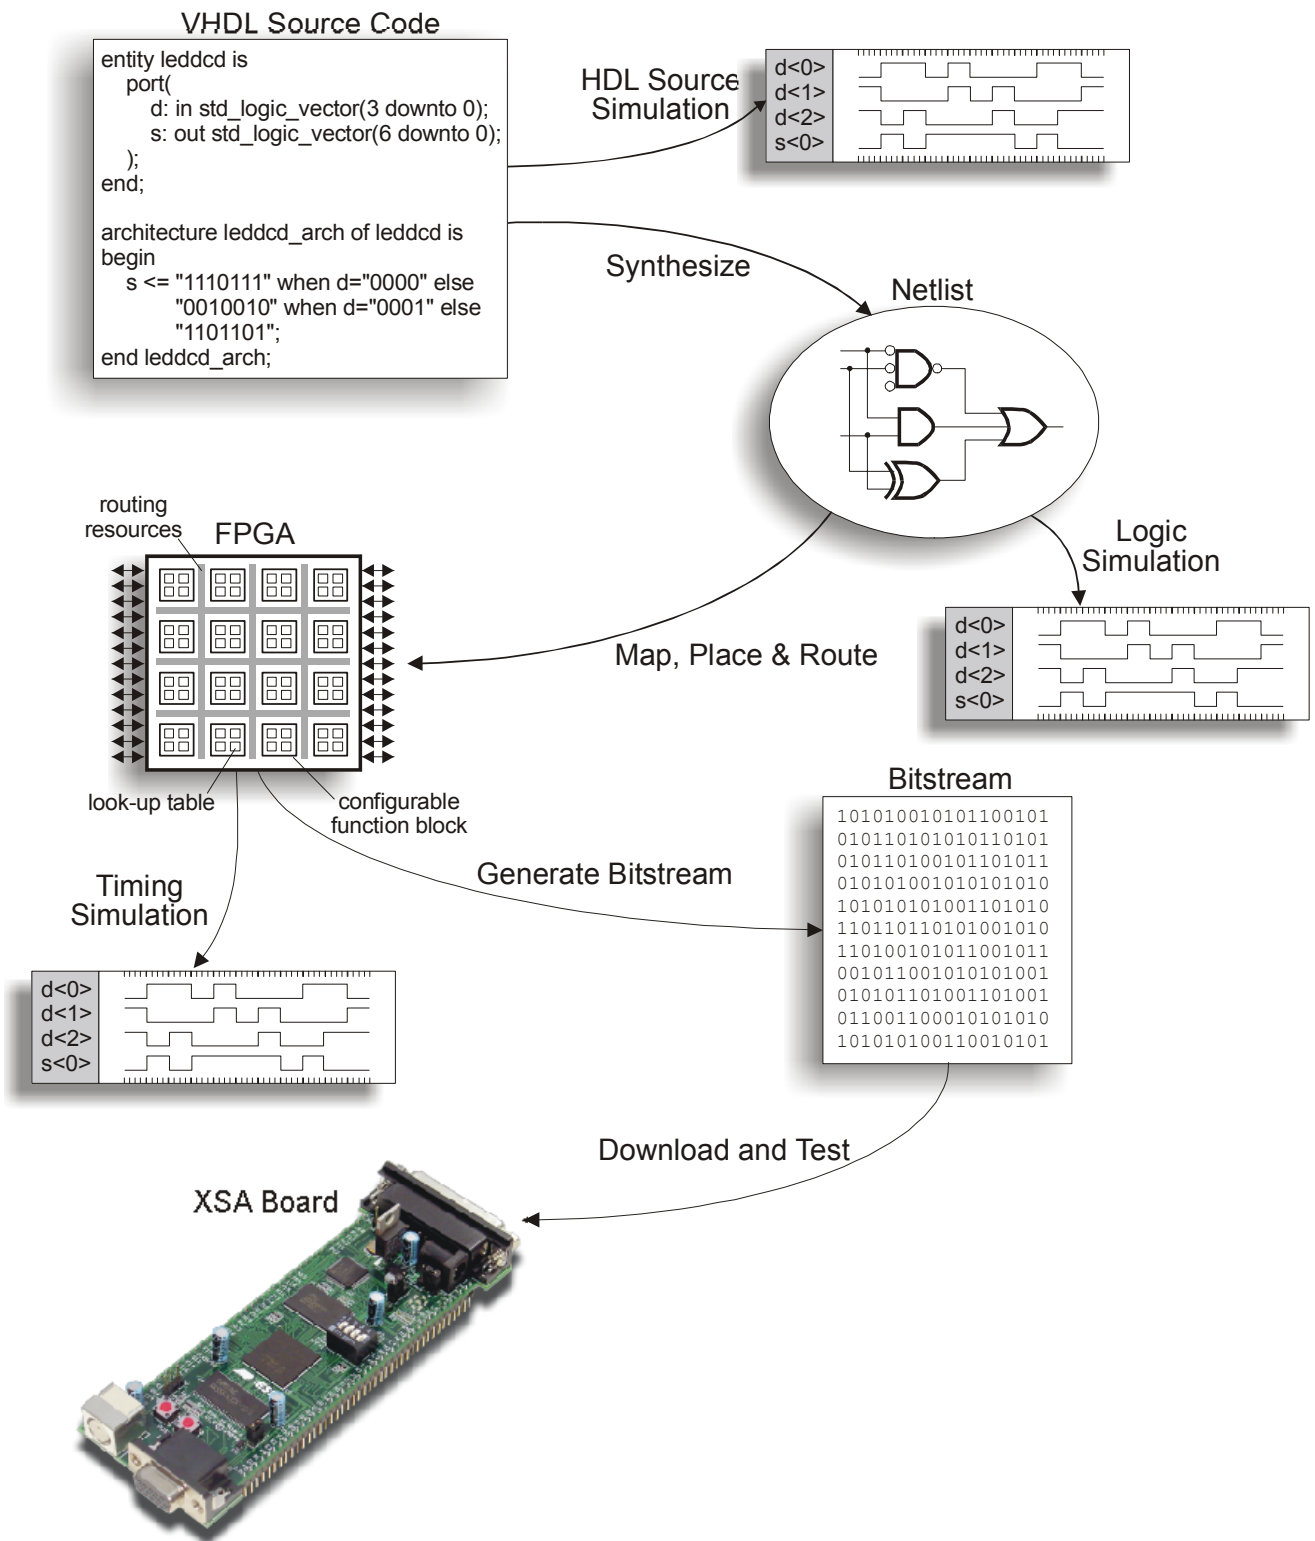 VHDL Source Code
entity leddcd is
port(
d: in std_logic_vector(3 downto 0);
s: out std_logic_vector(6 downto 0);
);
end;
architecture leddcd_arch of leddcd is
begin
s <= "1110111" when d="0000" else
"0010010" when d="0001" else
"1101101";
end leddcd_arch;
HDL Source
Simulation
d<0>
d<1>
d<2>
s<0>
Synthesize
Netlist
Logic
Simulation
d<0>
d<1>
d<2>
s<0>
Map, Place & Route
routing
resources
FPGA
look-up table
configurable
function block
Timing
Simulation
d<0>
d<1>
d<2>
s<0>
Generate Bitstream
Bitstream
101010010101100101
010110101010110101
010110100101101011
010101001010101010
101010101001101010
110110110101001010
110100101011001011
001011001010101001
010101101001101001
011001100010101010
101010100110010101
Download and Test
XSA Board